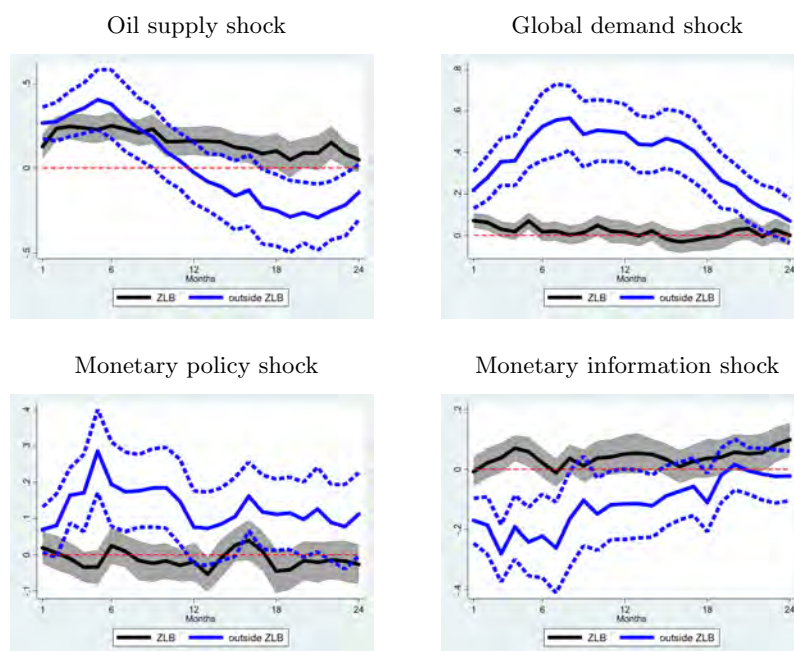 Oil supply shock
Global demand shock
.5
0
-.5
1 6 12 18 24
Months
ZLB outside ZLB
.8
.6
.4
.2
0
1 6 12 18 24
Months
ZLB outside ZLB
Monetary policy shock
Monetary information shock
.4
.3
.2
.1
0
-.1
1 6 12 18 24
Months
ZLB outside ZLB
.2
0
-.2
-.4
1 6 12 18 24
Months
ZLB outside ZLB